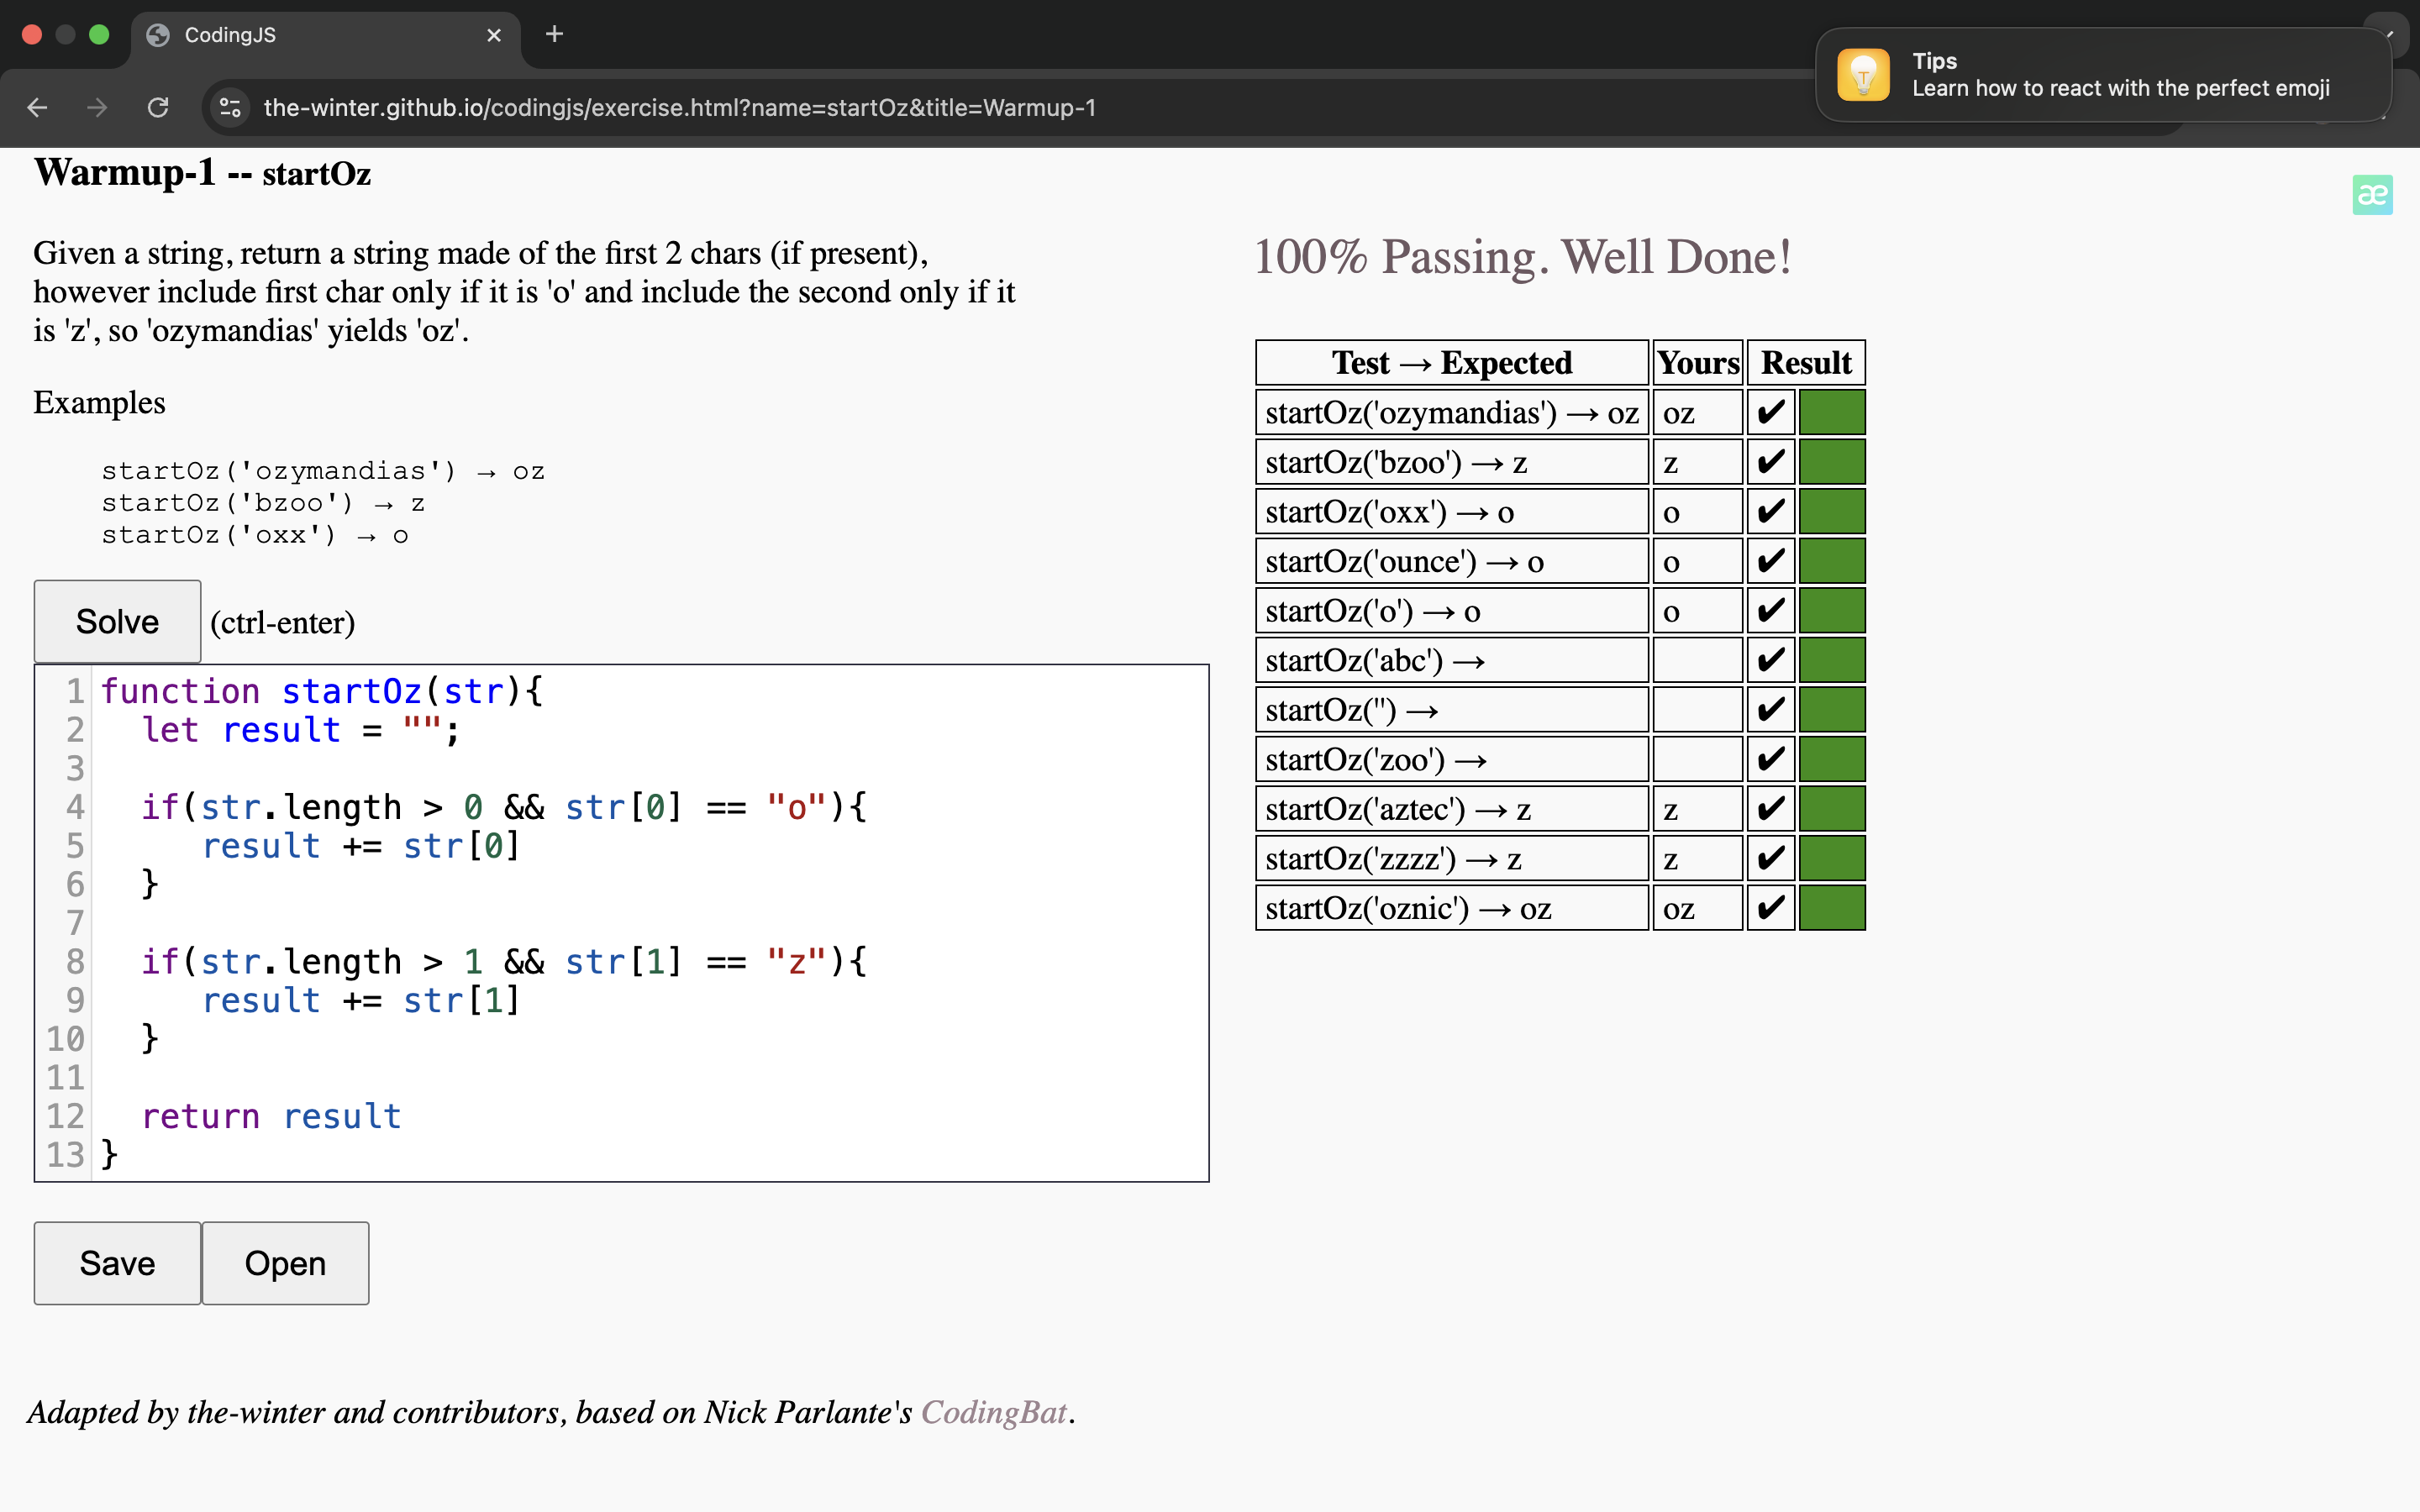 CodingJS
Tips
Learn how to react with the perfect emoji
the-winter.github.io/codingjs/exercise.html?name=startOz&title=Warmup-1
Warmup-1 -- startOz
æ
Given a string, return a string made of the first 2 chars (if present),
however include first char only if it is 'o' and include the second only if it
is 'z', so 'ozymandias' yields 'oz'.
Examples
startOz('ozymandias') → oz
startOz('bzoo') → z
startOz('oxx') → o
Solve (ctrl-enter)
1 function startOz(str){
2   let result = "";
3
4   if(str.length > 0 && str[0] == "o"){
5      result += str[0]
6   }
7
8   if(str.length > 1 && str[1] == "z"){
9      result += str[1]
10   }
11
12   return result
13 }
Save Open
100% Passing. Well Done!
Test → Expected Yours Result
startOz('ozymandias') → oz oz ✔
startOz('bzoo') → z z ✔
startOz('oxx') → o o ✔
startOz('ounce') → o o ✔
startOz('o') → o o ✔
startOz('abc') → ✔
startOz('') → ✔
startOz('zoo') → ✔
startOz('aztec') → z z ✔
startOz('zzzz') → z z ✔
startOz('oznic') → oz oz ✔
Adapted by the-winter and contributors, based on Nick Parlante's CodingBat.